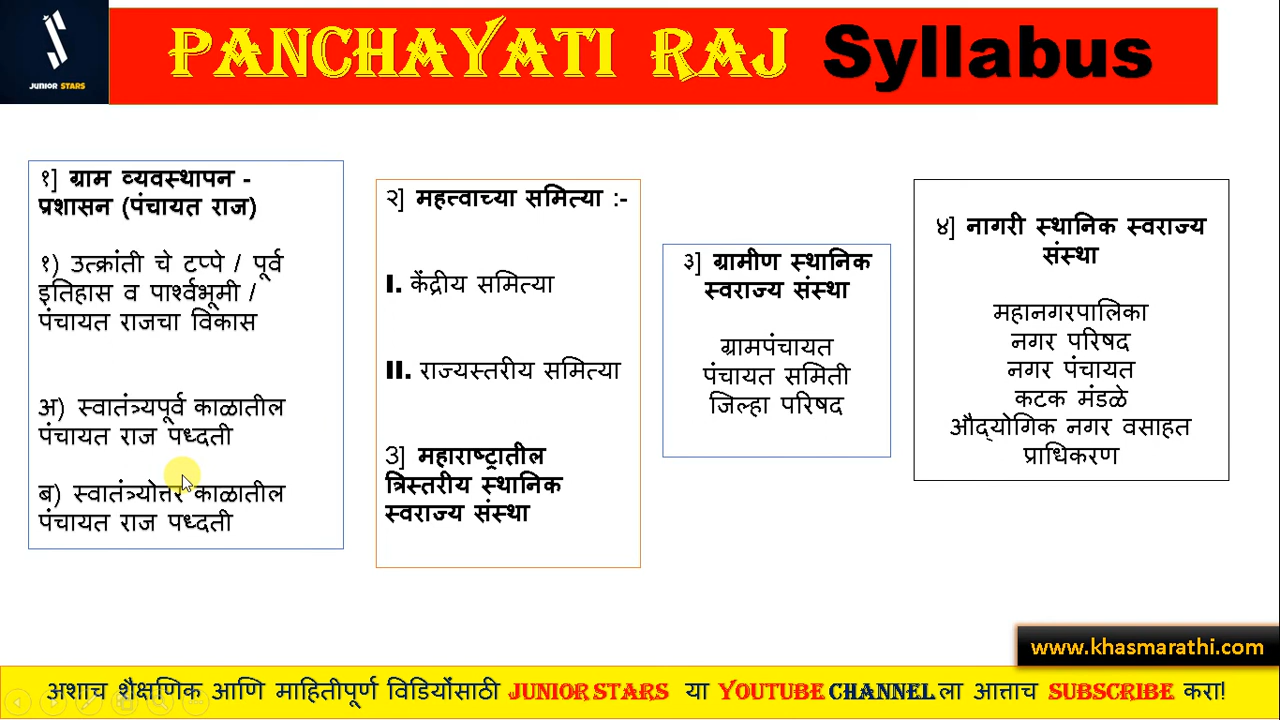 JUNIOR STARS
PANCHAYATI RAJ Syllabus
१] ग्राम व्यवस्थापन -
प्रशासन (पंचायत राज)
१) उत्क्रांती चे टप्पे / पूर्व
इतिहास व पार्श्वभूमी /
पंचायत राजचा विकास
अ) स्वातंत्र्यपूर्व काळातील
पंचायत राज पध्दती
ब) स्वातंत्र्योत्तर काळातील
पंचायत राज पध्दती
२] महत्वाच्या समित्या :-
I. केंद्रीय समित्या
II. राज्यस्तरीय समित्या
3] महाराष्ट्रातील
त्रिस्तरीय स्थानिक
स्वराज्य संस्था
३] ग्रामीण स्थानिक
स्वराज्य संस्था
ग्रामपंचायत
पंचायत समिती
जिल्हा परिषद
४] नागरी स्थानिक स्वराज्य
संस्था
महानगरपालिका
नगर परिषद
नगर पंचायत
कटक मंडळे
औद्योगिक नगर वसाहत
प्राधिकरण
www.khasmarathi.com
अशाच शैक्षणिक आणि माहितीपूर्ण विडियोंसाठी JUNIOR STARS या YOUTUBE CHANNEL ला आत्ताच SUBSCRIBE करा!